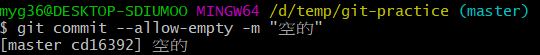 myg36@DESKTOP-SDIUMOO MINGW64 /d/temp/git-practice (master)
$ git commit --allow-empty -m "空的"
[master cd16392] 空的